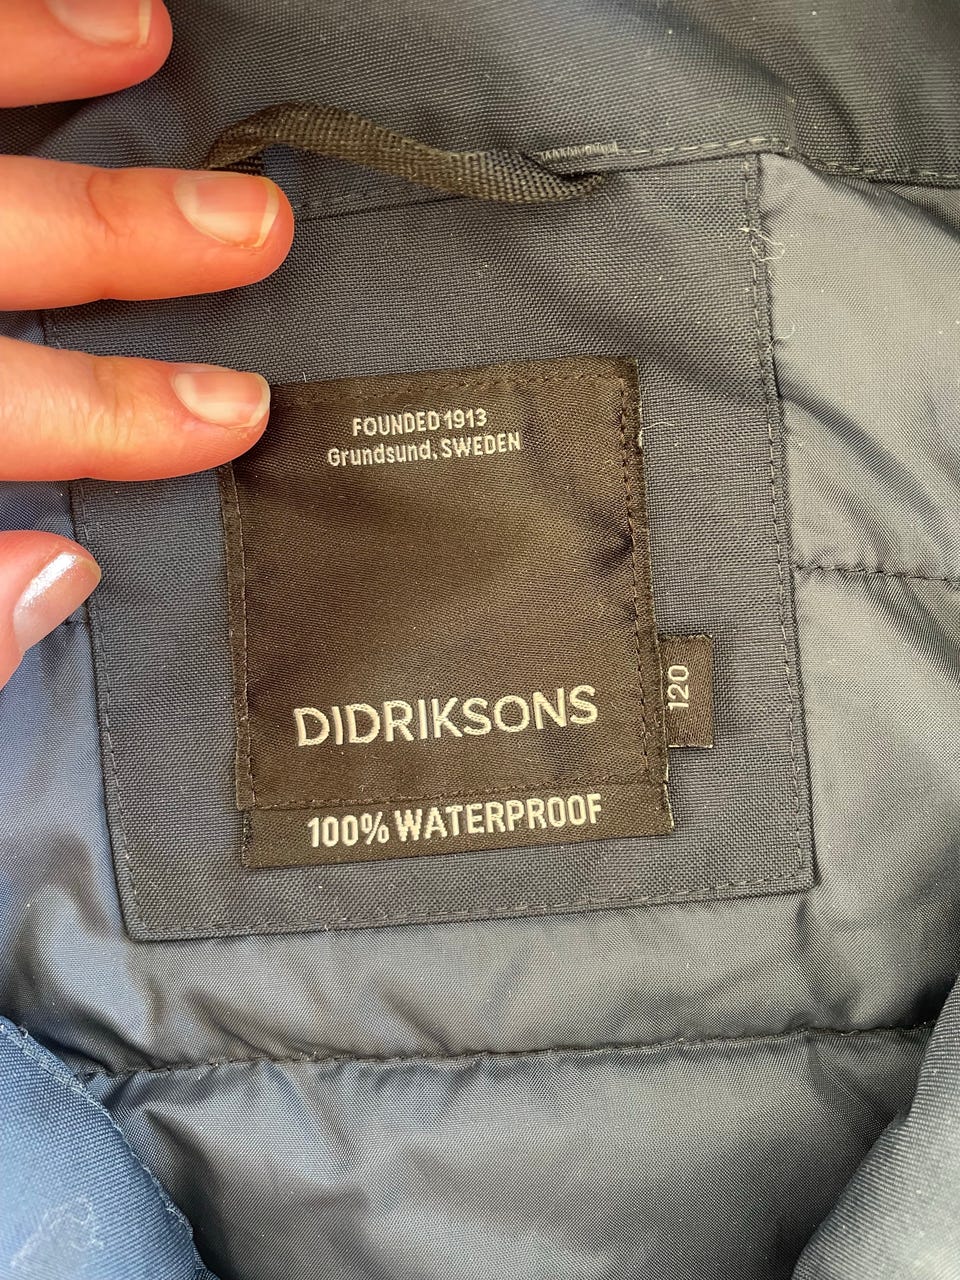 FOUNDED 1913
Grundsund, SWEDEN
DIDRIKSONS
120
100% WATERPROOF